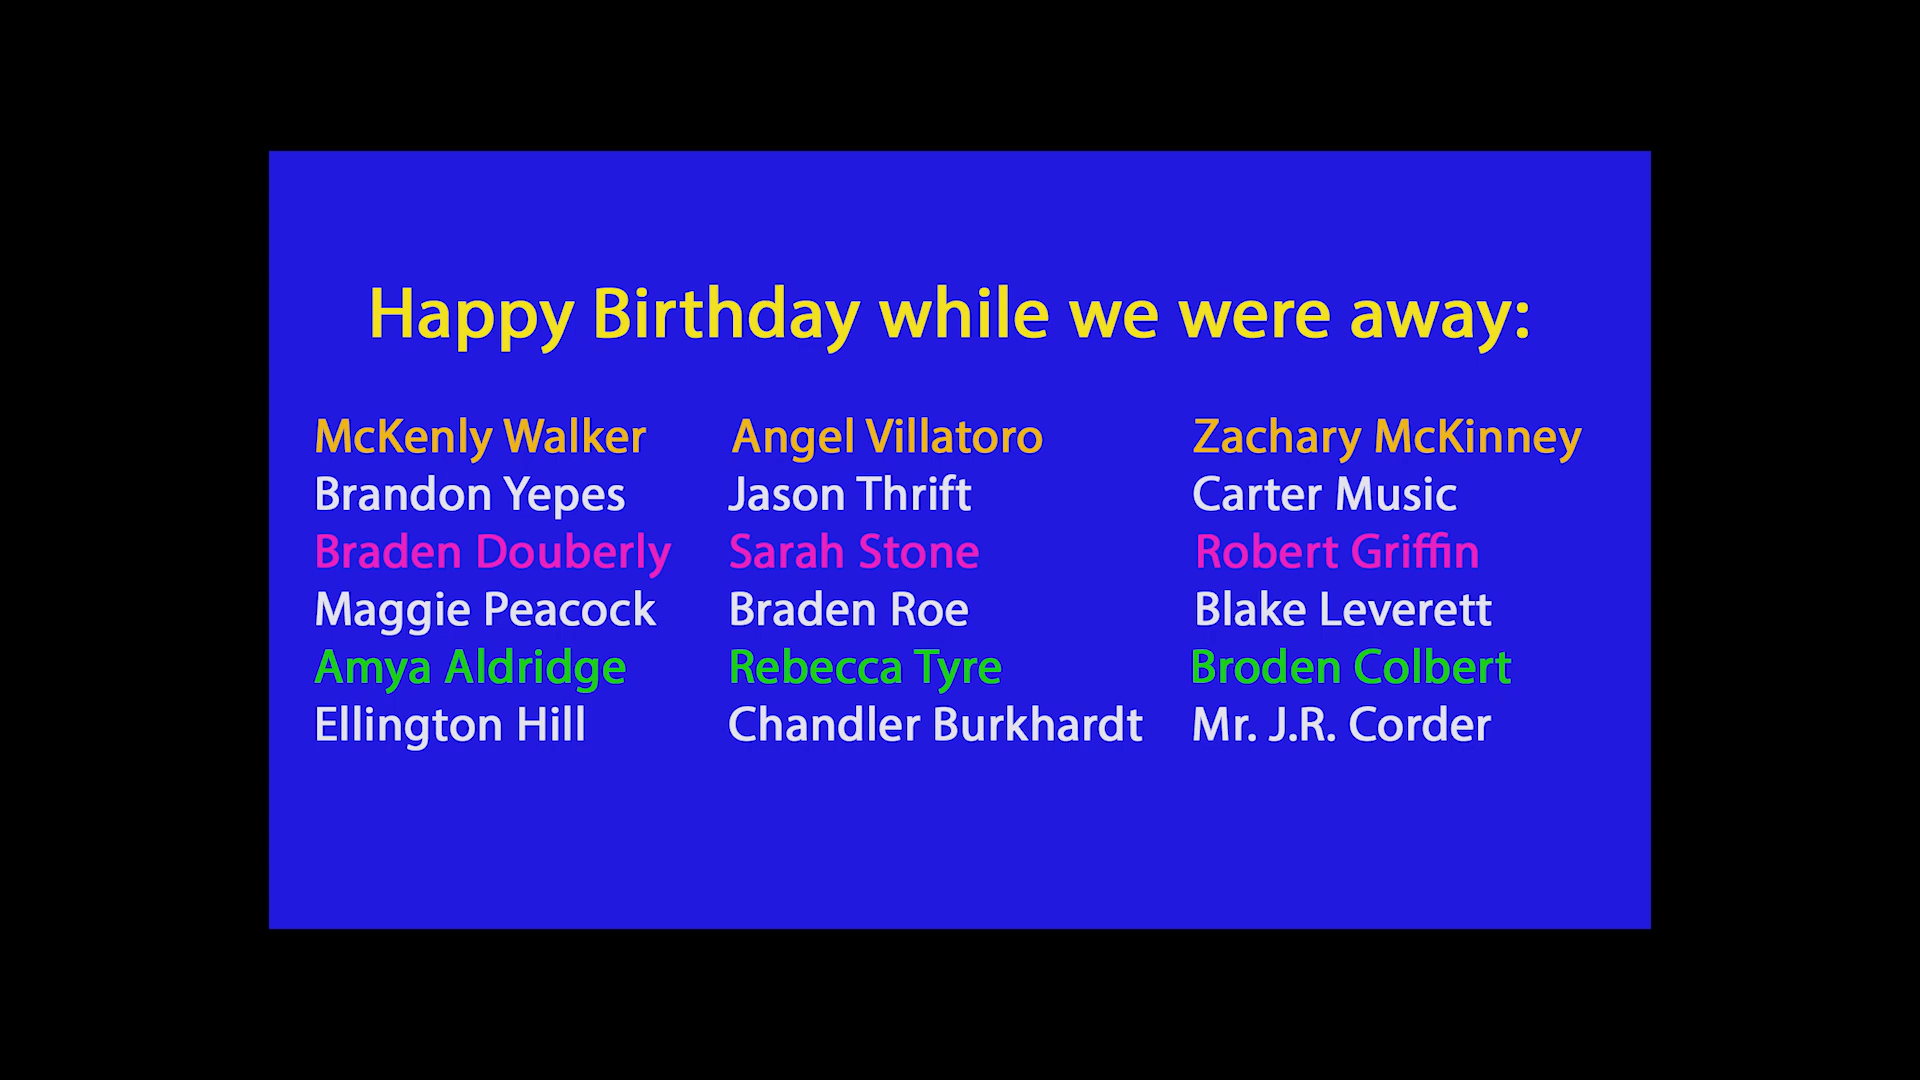 Happy Birthday while we were away:
McKenly Walker Angel Villatoro Zachary McKinney
Brandon Yepes Jason Thrift Carter Music
Braden Douberly Sarah Stone Robert Griffin
Maggie Peacock Braden Roe Blake Leverett
Amya Aldridge Rebecca Tyre Broden Colbert
Ellington Hill Chandler Burkhardt Mr. J.R. Corder